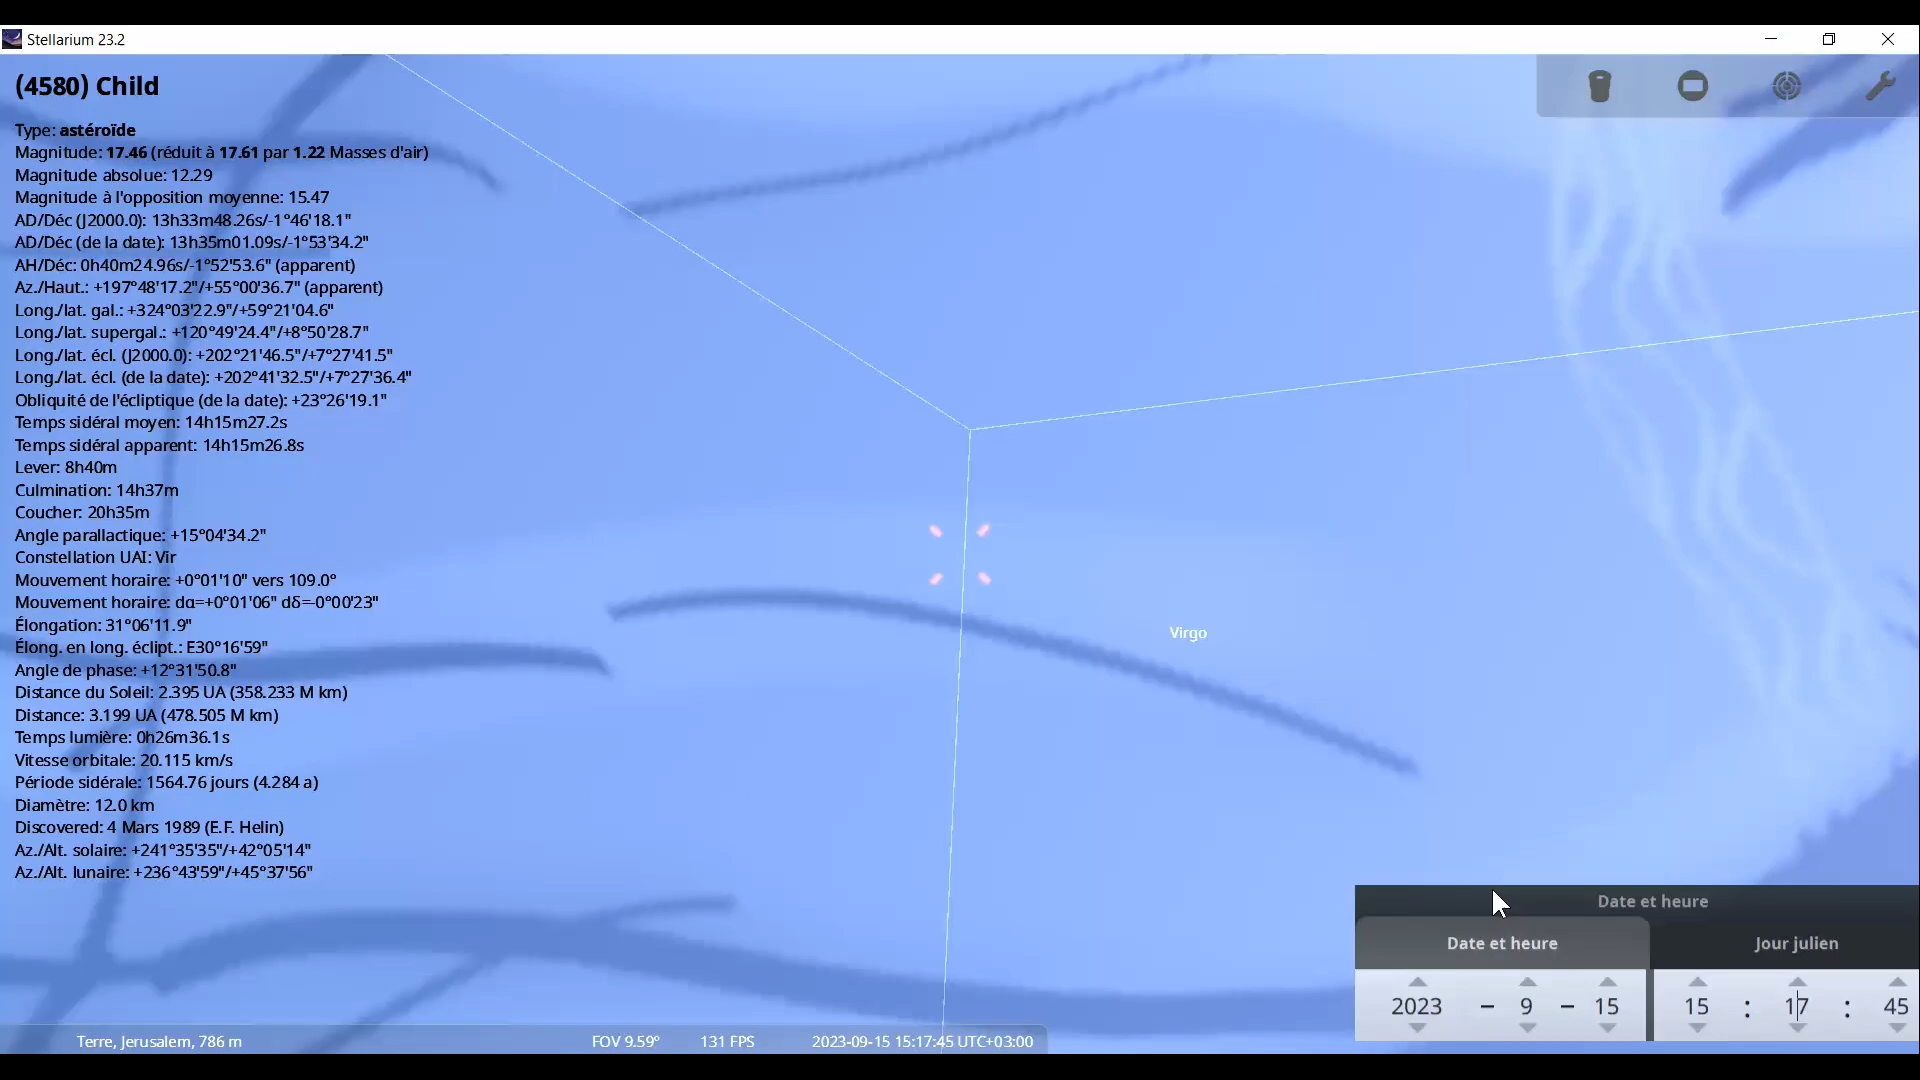 Stellarium 23.2
(4580) Child
Type: astéroïde
Magnitude: 17.46 (réduit à 17.61 par 1.22 Masses d'air)
Magnitude absolue: 12.29
Magnitude à l'opposition moyenne: 15.47
AD/Déc (J2000.0): 13h33m48.26s/-1°46'18.1"
AD/Déc (de la date): 13h35m01.09s/-1°53'34.2"
AH/Déc: 0h40m24.96s/-1°52'53.6" (apparent)
Az./Haut.: +197°48'17.2"/+55°00'36.7" (apparent)
Long./lat. gal.: +324°03'22.9"/+59°21'04.6"
Long./lat. supergal.: +120°49'24.4"/+8°50'28.7"
Long./lat. écl. (J2000.0): +202°21'46.5"/+7°27'41.5"
Long./lat. écl. (de la date): +202°41'32.5"/+7°27'36.4"
Obliquité de l'écliptique (de la date): +23°26'19.1"
Temps sidéral moyen: 14h15m27.2s
Temps sidéral apparent: 14h15m26.8s
Lever: 8h40m
Culmination: 14h37m
Coucher: 20h35m
Angle parallactique: +15°04'34.2"
Constellation UAI: Vir
Mouvement horaire: +0°01'10" vers 109.0°
Mouvement horaire: dα=+0°01'06" dδ=-0°00'23"
Élongation: 31°06'11.9"
Élong. en long. éclipt.: E30°16'59"
Angle de phase: +12°31'50.8"
Distance du Soleil: 2.395 UA (358.233 M km)
Distance: 3.199 UA (478.505 M km)
Temps lumière: 0h26m36.1s
Vitesse orbitale: 20.115 km/s
Période sidérale: 1564.76 jours (4.284 a)
Diamètre: 12.0 km
Discovered: 4 Mars 1989 (E.F. Helin)
Az./Alt. solaire: +241°35'35"/+42°05'14"
Az./Alt. lunaire: +236°43'59"/+45°37'56"
Virgo
Date et heure
Date et heure Jour julien
2023 - 9 - 15 15 : 17 : 45
Terre, Jerusalem, 786 m FOV 9.59° 131 FPS 2023-09-15 15:17:45 UTC+03:00